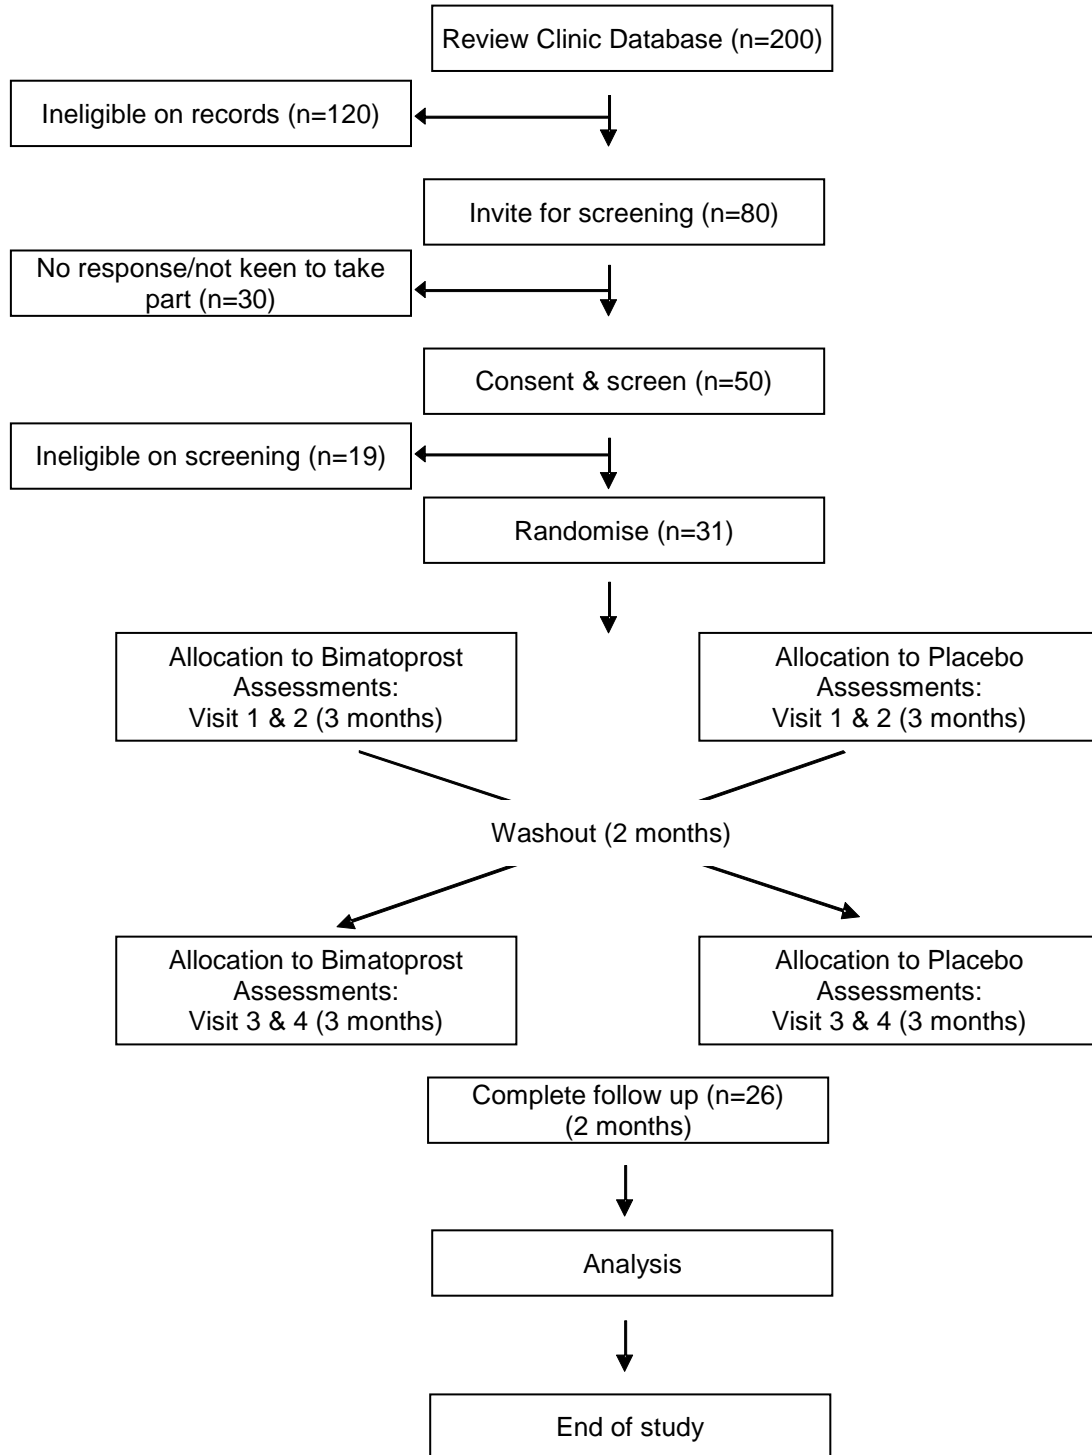 Review Clinic Database (n=200)
Ineligible on records (n=120)
Invite for screening (n=80)
No response/not keen to take
part (n=30)
Consent & screen (n=50)
Ineligible on screening (n=19)
Randomise (n=31)
Allocation to Bimatoprost
Assessments:
Visit 1 & 2 (3 months)
Allocation to Placebo
Assessments:
Visit 1 & 2 (3 months)
Washout (2 months)
Allocation to Bimatoprost
Assessments:
Visit 3 & 4 (3 months)
Allocation to Placebo
Assessments:
Visit 3 & 4 (3 months)
Complete follow up (n=26)
(2 months)
Analysis
End of study